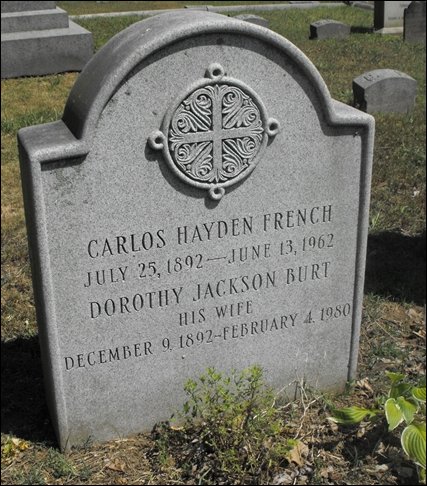 CARLOS HAYDEN FRENCH
JULY 25, 1892—JUNE 13, 1962
DOROTHY JACKSON BURT
HIS WIFE
DECEMBER 9, 1892–FEBRUARY 4, 1980